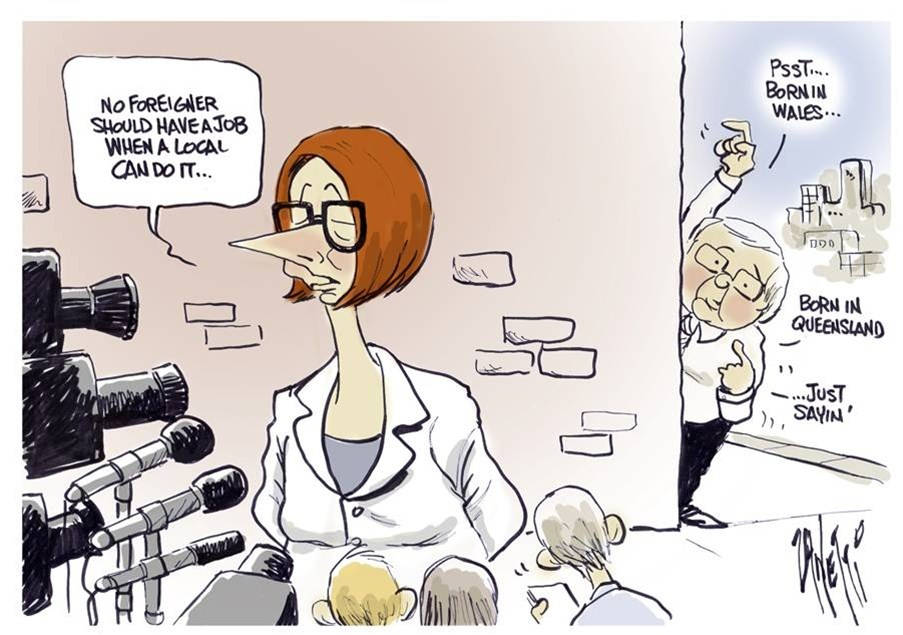 NO FOREIGNER
SHOULD HAVE A JOB
WHEN A LOCAL
CAN DO IT...
PSST....
BORN IN
WALES...
BORN IN
QUEENSLAND
...JUST
SAYIN'